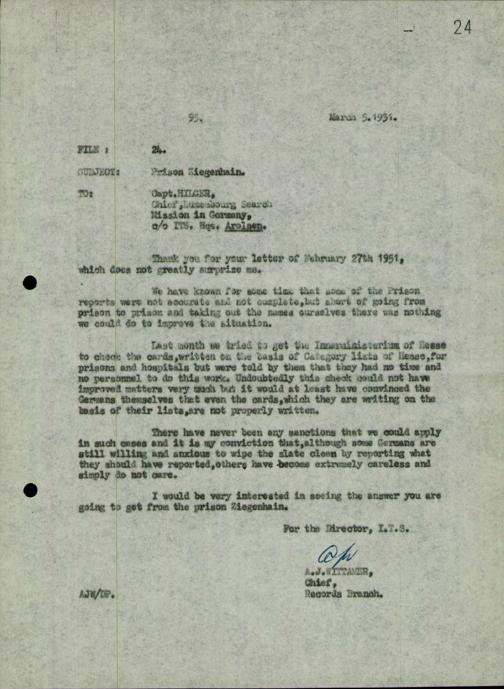 24
95.
March 5.1951.
FILE : 24.
SUBJECT: Prison Ziegenhain.
TO: Capt.HILGER,
Chief,Luxembourg Search
Mission in Germany,
c/o ITS. Hqs. Arolsen.
Thank you for your letter of February 27th 1951,
which does not greatly surprise me.
We have known for some time that some of the Prison
reports were not accurate and not complete,but short of going from
prison to prison and taking out the names ourselves there was nothing
we could do to improve the situation.
Last month we tried to get the Innenministerium of Hesse
to check the cards,written on the basis of Category lists of Hesse,for
prisons and hospitals but were told by them that they had no time and
no personnel to do this work. Undoubtedly this check could not have
improved matters very much but it would at least have convinced the
Germans themselves that even the cards,which they are writing on the
basis of their lists,are not properly written.
There have never been any sanctions that we could apply
in such cases and it is my conviction that,although some Germans are
still willing and anxious to wipe the slate clean by reporting what
they should have reported,others have become extremely careless and
simply do not care.
I would be very interested in seeing the answer you are
going to get from the prison Ziegenhain.
For the Director, I.T.S.
A.J.WITTAMER,
Chief,
Records Branch.
AJW/DP.